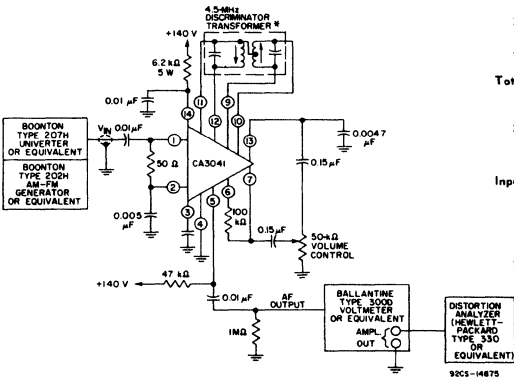 4.5-MHz
DISCRIMINATOR
TRANSFORMER *
+140 V
6.2 kΩ
5 W
0.01 μF
14
11
12
9
10
13
0.0047
μF
BOONTON
TYPE 207H
UNIVERTER
OR EQUIVALENT
BOONTON
TYPE 202H
AM-FM
GENERATOR
OR EQUIVALENT
VIN
0.01 μF
1
50 Ω
2
CA3041
7
0.15 μF
3
4
5
6
0.005
μF
100
kΩ
0.15 μF
50-kΩ
VOLUME
CONTROL
+140 V
47 kΩ
0.01 μF
AF
OUTPUT
1MΩ
BALLANTINE
TYPE 300D
VOLTMETER
OR EQUIVALENT
AMPL.
OUT
DISTORTION
ANALYZER
(HEWLETT-
PACKARD
TYPE 330
OR
EQUIVALENT)
92CS-14675
Tot
Inpu